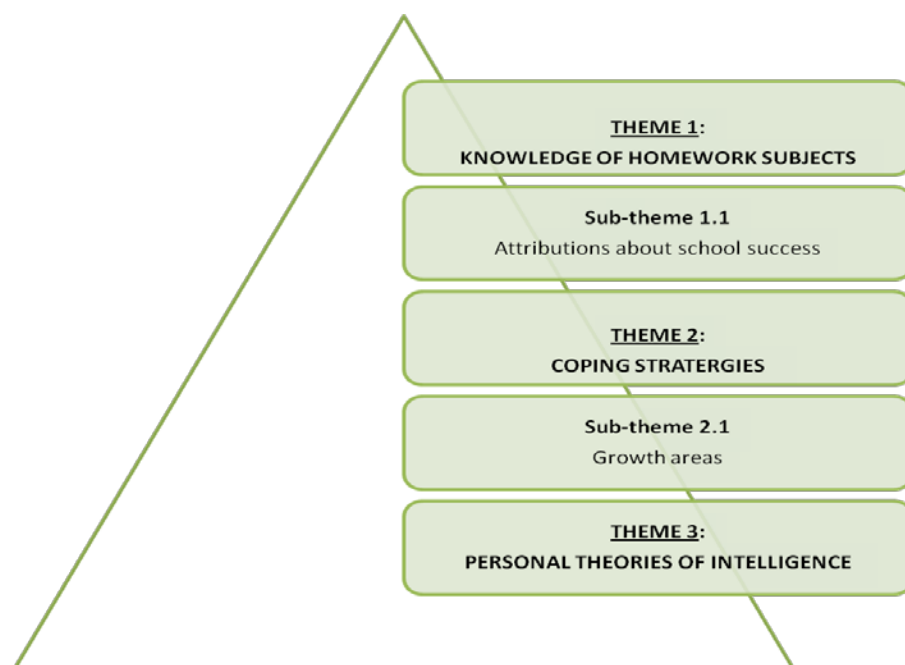 THEME 1:
KNOWLEDGE OF HOMEWORK SUBJECTS
Sub-theme 1.1
Attributions about school success
THEME 2:
COPING STRATERGIES
Sub-theme 2.1
Growth areas
THEME 3:
PERSONAL THEORIES OF INTELLIGENCE